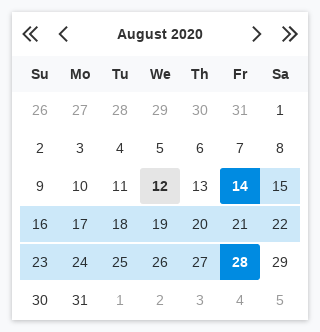 August 2020
Su Mo Tu We Th Fr Sa
26 27 28 29 30 31 1
2 3 4 5 6 7 8
9 10 11 12 13 14 15
16 17 18 19 20 21 22
23 24 25 26 27 28 29
30 31 1 2 3 4 5